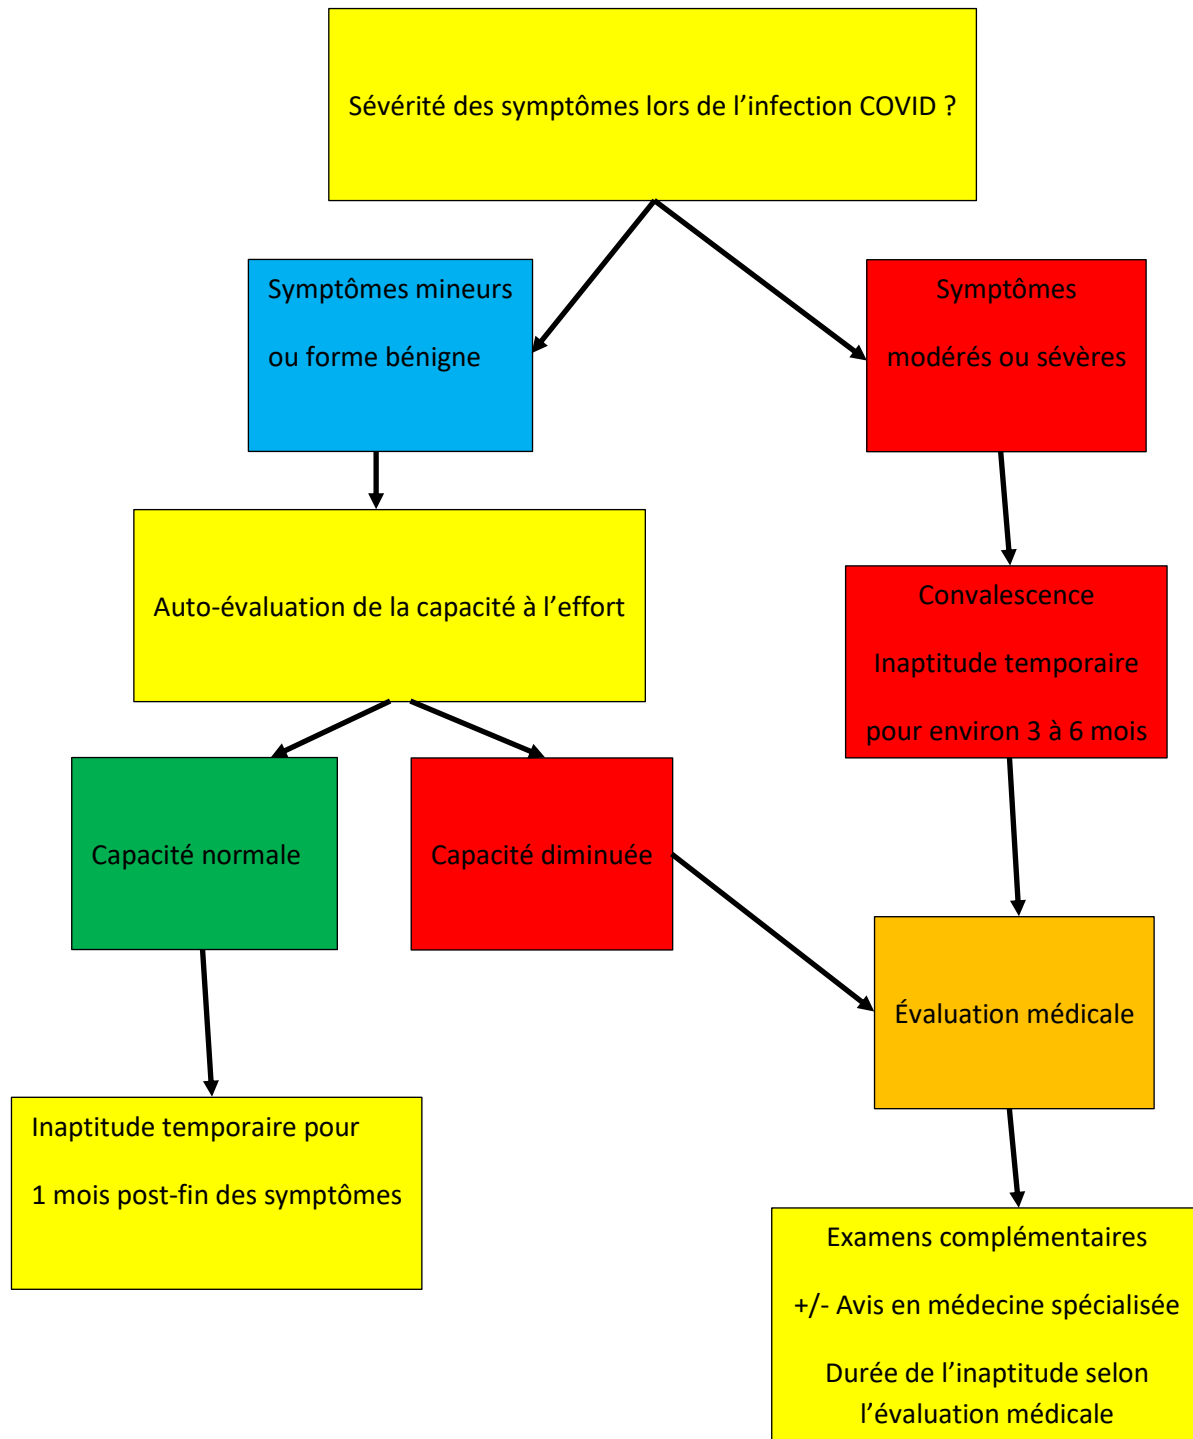 Sévérité des symptômes lors de l’infection COVID ?
Symptômes mineurs
ou forme bénigne
Symptômes
modérés ou sévères
Auto-évaluation de la capacité à l’effort
Convalescence
Inaptitude temporaire
pour environ 3 à 6 mois
Capacité normale
Capacité diminuée
Évaluation médicale
Inaptitude temporaire pour
1 mois post-fin des symptômes
Examens complémentaires
+/- Avis en médecine spécialisée
Durée de l’inaptitude selon
l’évaluation médicale